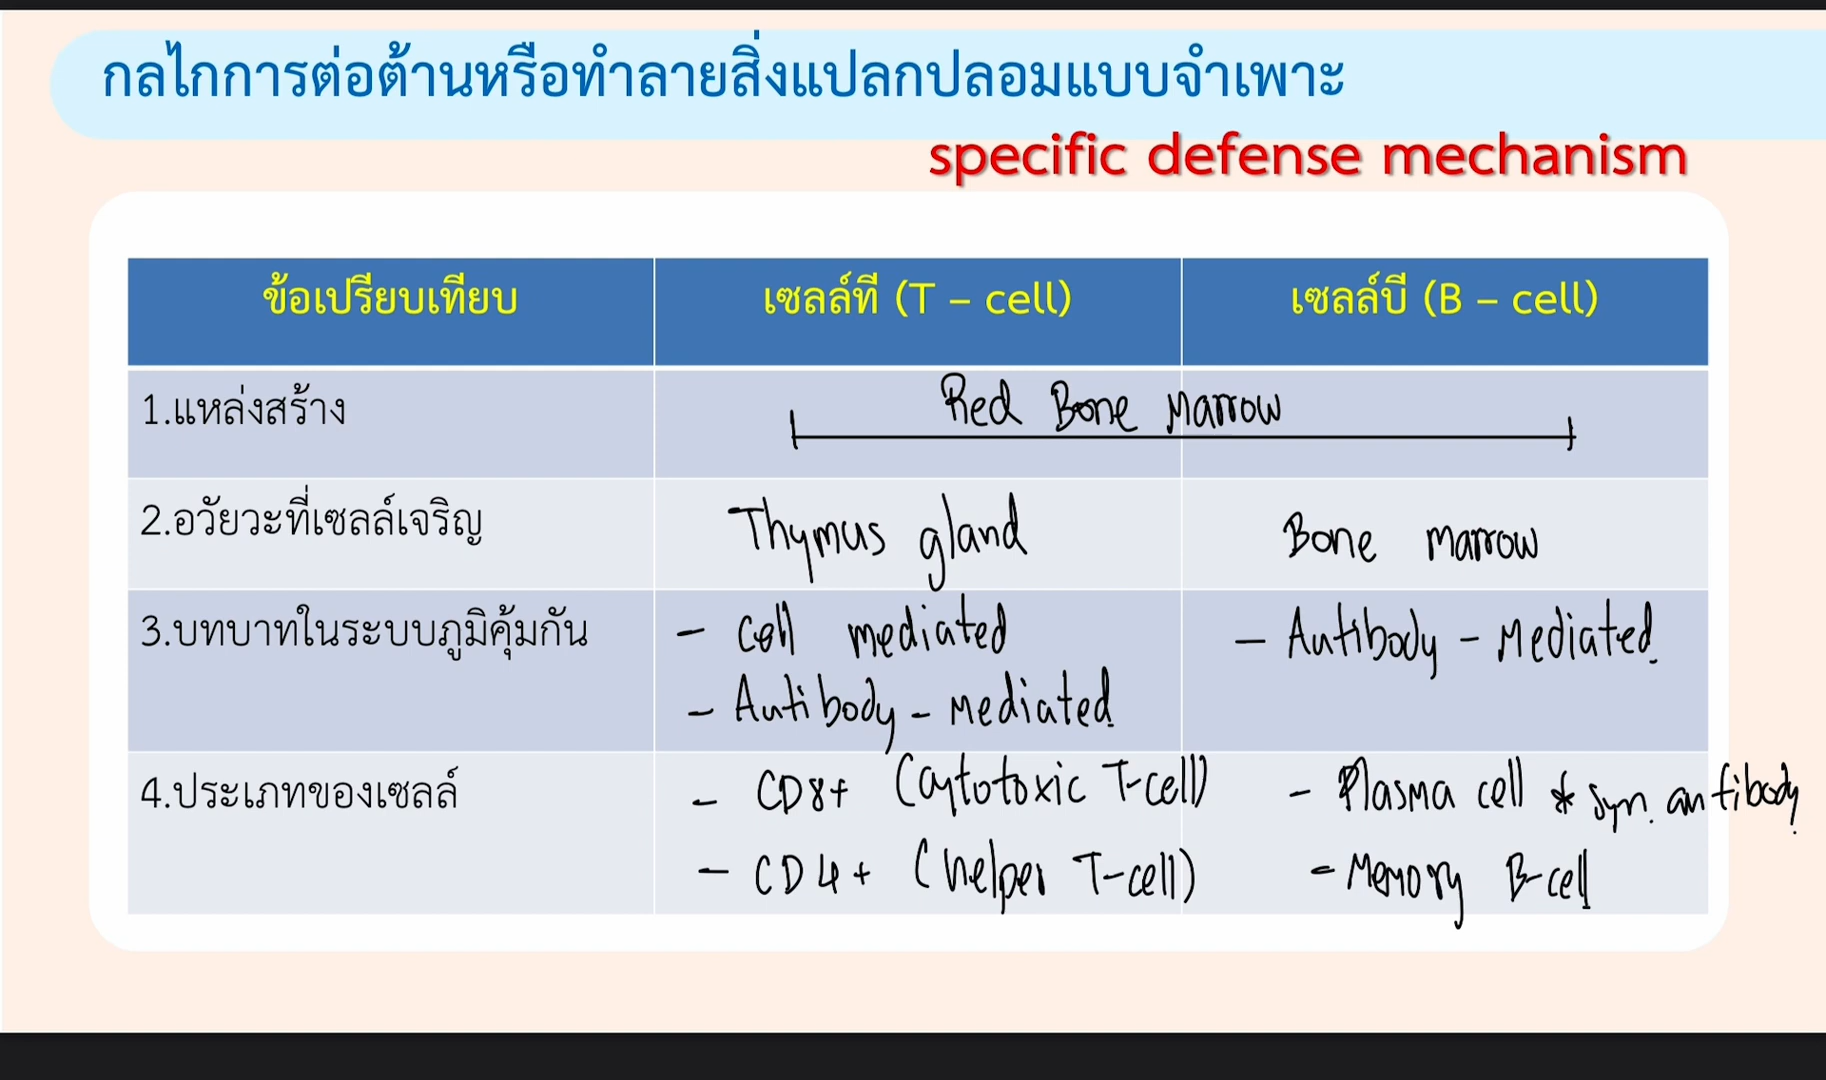 กลไกการต่อต้านหรือทำลายสิ่งแปลกปลอมแบบจำเพาะ
specific defense mechanism
ข้อเปรียบเทียบ เซลล์ที (T – cell) เซลล์บี (B – cell)
1.แหล่งสร้าง Red Bone Marrow
2.อวัยวะที่เซลล์เจริญ Thymus gland Bone marrow
3.บทบาทในระบบภูมิคุ้มกัน - Cell mediated - Antibody - Mediated
- Antibody - Mediated
4.ประเภทของเซลล์ - CD8+ (Cytotoxic T-cell) - Plasma cell * syn. antibody
- CD4+ (helper T-cell) - Memory B-cell